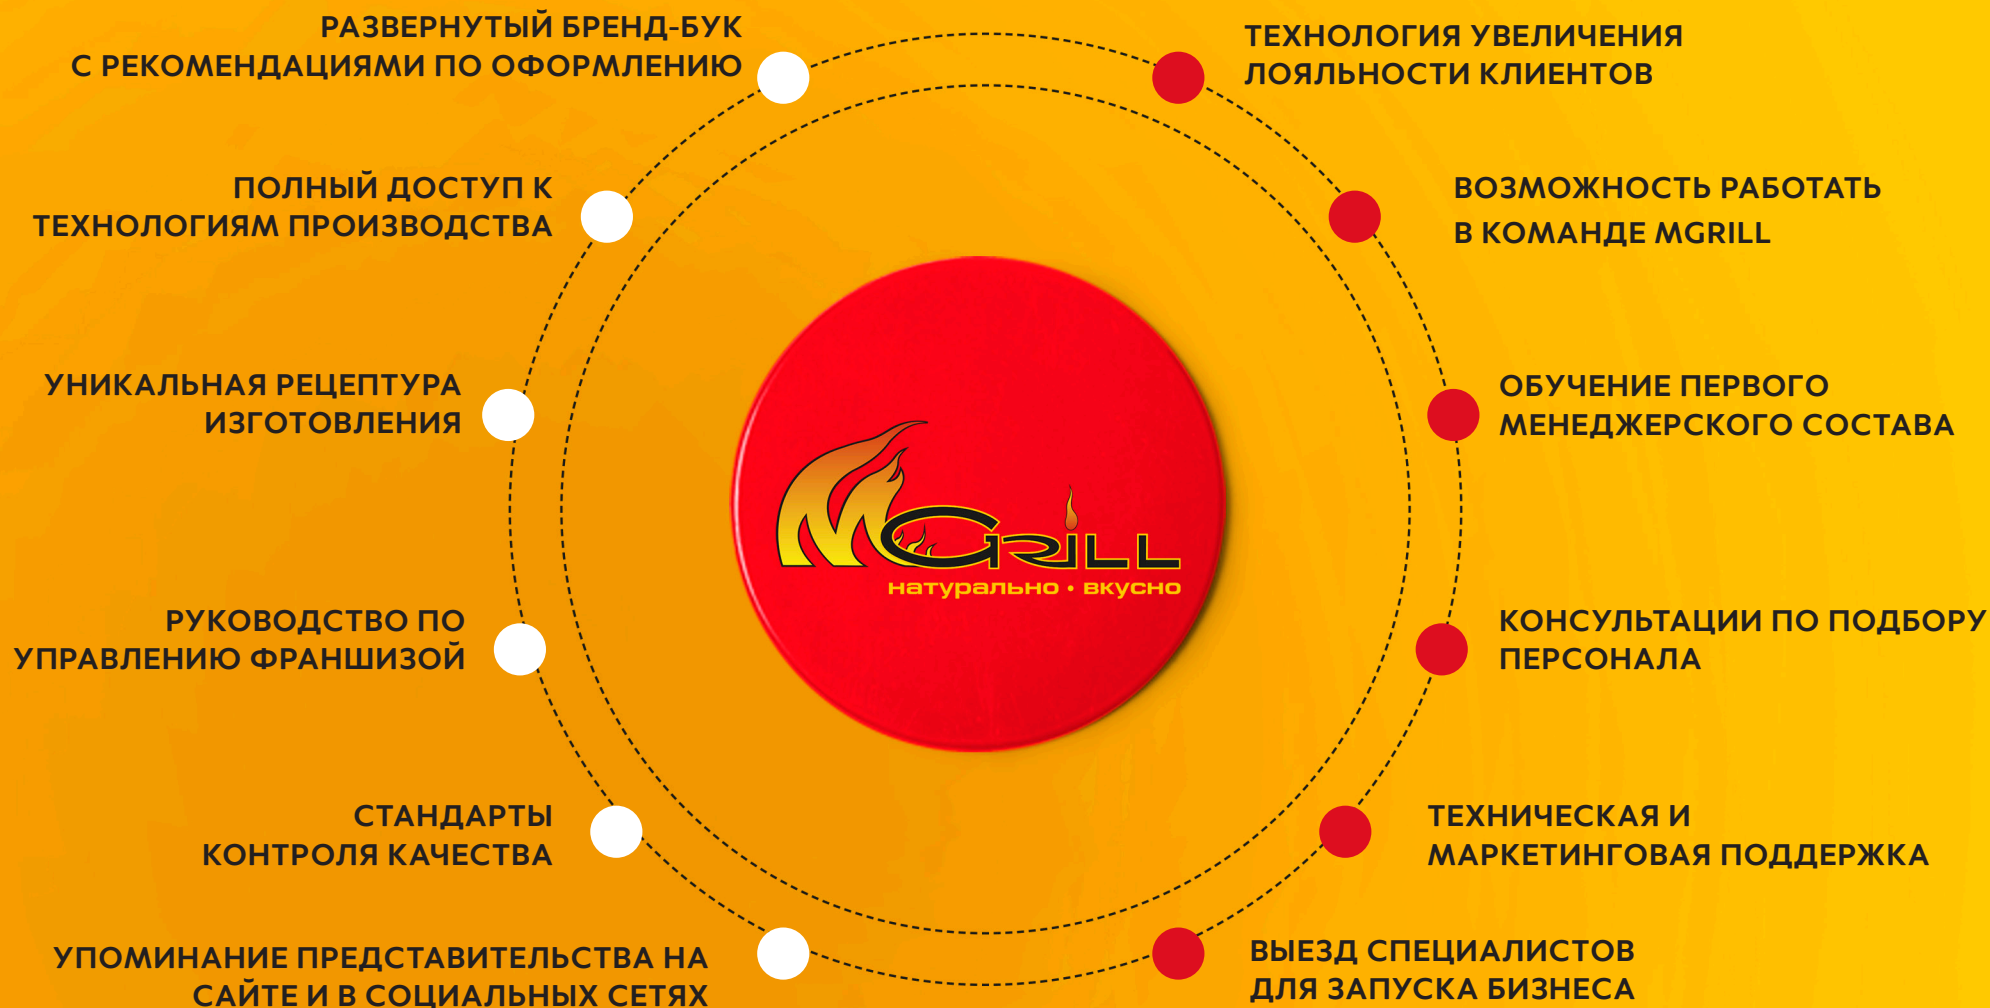 РАЗВЕРНУТЫЙ БРЕНД-БУК
С РЕКОМЕНДАЦИЯМИ ПО ОФОРМЛЕНИЮ
ПОЛНЫЙ ДОСТУП К
ТЕХНОЛОГИЯМ ПРОИЗВОДСТВА
УНИКАЛЬНАЯ РЕЦЕПТУРА
ИЗГОТОВЛЕНИЯ
РУКОВОДСТВО ПО
УПРАВЛЕНИЮ ФРАНШИЗОЙ
СТАНДАРТЫ
КОНТРОЛЯ КАЧЕСТВА
УПОМИНАНИЕ ПРЕДСТАВИТЕЛЬСТВА НА
САЙТЕ И В СОЦИАЛЬНЫХ СЕТЯХ
MGRILL
натурально • вкусно
ТЕХНОЛОГИЯ УВЕЛИЧЕНИЯ
ЛОЯЛЬНОСТИ КЛИЕНТОВ
ВОЗМОЖНОСТЬ РАБОТАТЬ
В КОМАНДЕ MGRILL
ОБУЧЕНИЕ ПЕРВОГО
МЕНЕДЖЕРСКОГО СОСТАВА
КОНСУЛЬТАЦИИ ПО ПОДБОРУ
ПЕРСОНАЛА
ТЕХНИЧЕСКАЯ И
МАРКЕТИНГОВАЯ ПОДДЕРЖКА
ВЫЕЗД СПЕЦИАЛИСТОВ
ДЛЯ ЗАПУСКА БИЗНЕСА